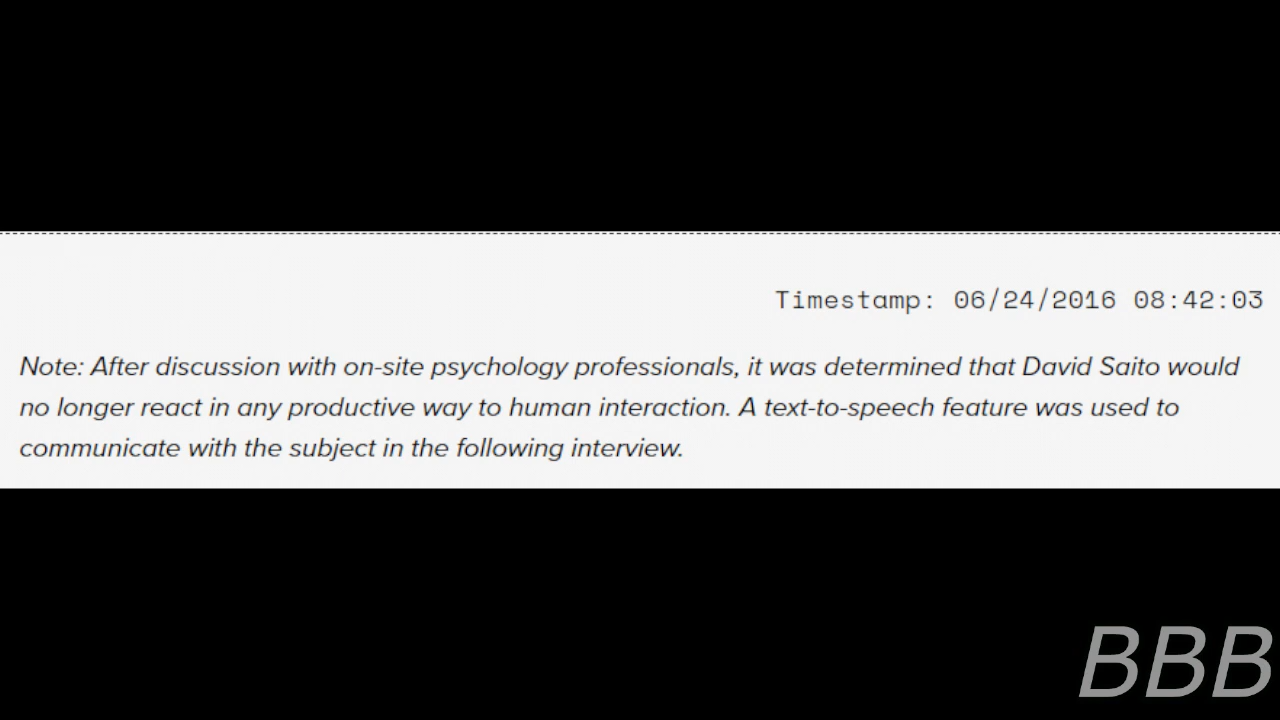 Timestamp: 06/24/2016 08:42:03
Note: After discussion with on-site psychology professionals, it was determined that David Saito would
no longer react in any productive way to human interaction. A text-to-speech feature was used to
communicate with the subject in the following interview.
BBB